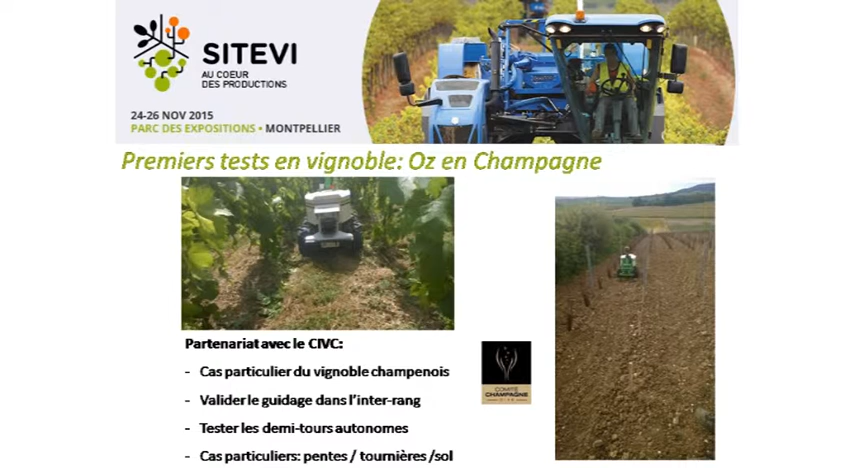 SITEVI
AU COEUR
DES PRODUCTIONS
24-26 NOV 2015
PARC DES EXPOSITIONS • MONTPELLIER
Premiers tests en vignoble: Oz en Champagne
Partenariat avec le CIVC:
- Cas particulier du vignoble champenois
- Valider le guidage dans l'inter-rang
- Tester les demi-tours autonomes
- Cas particuliers: pentes / tournières /sol
COMITÉ
CHAMPAGNE